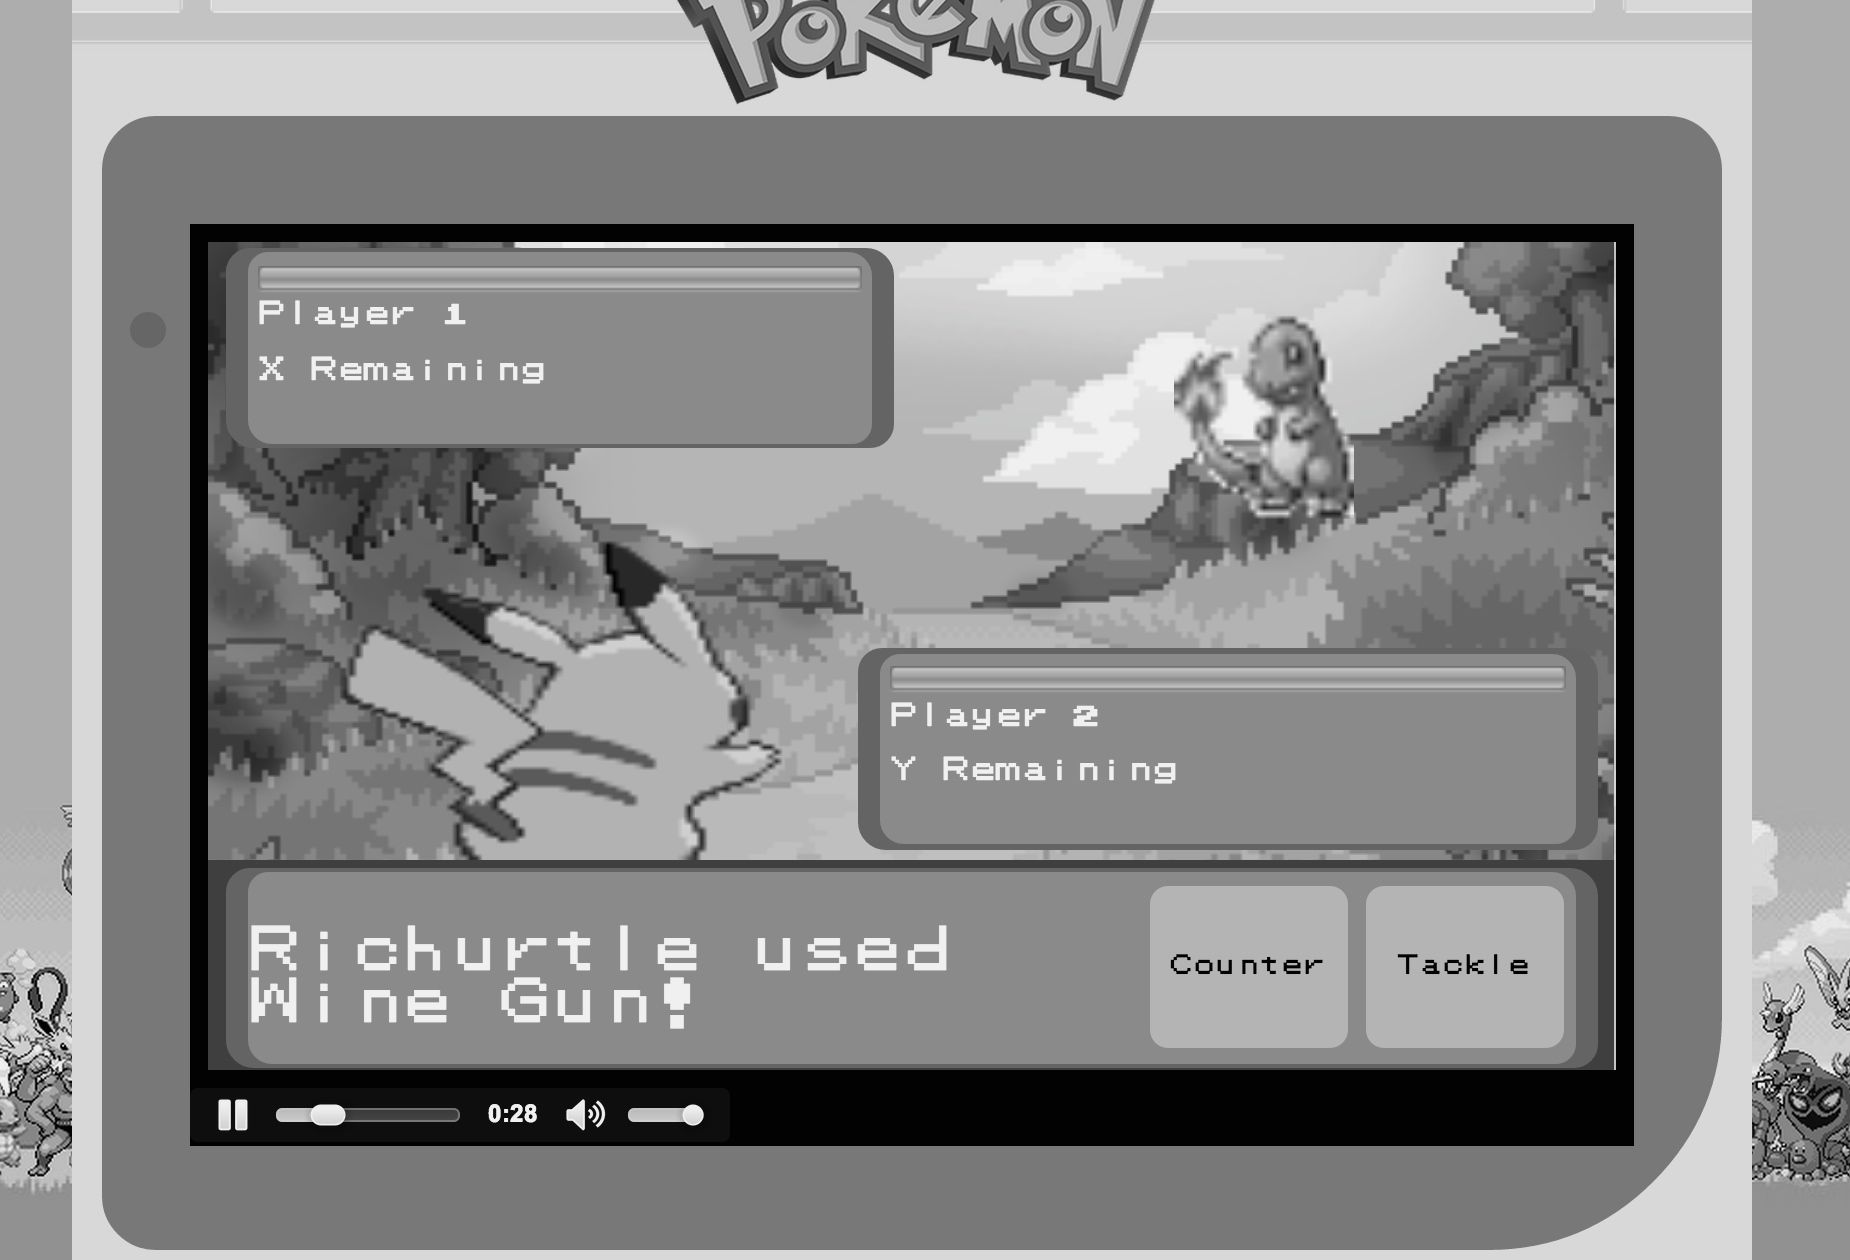 POKéMON
Player 1
X Remaining
Player 2
Y Remaining
Richurtle used
Wine Gun!
Counter
Tackle
0:28